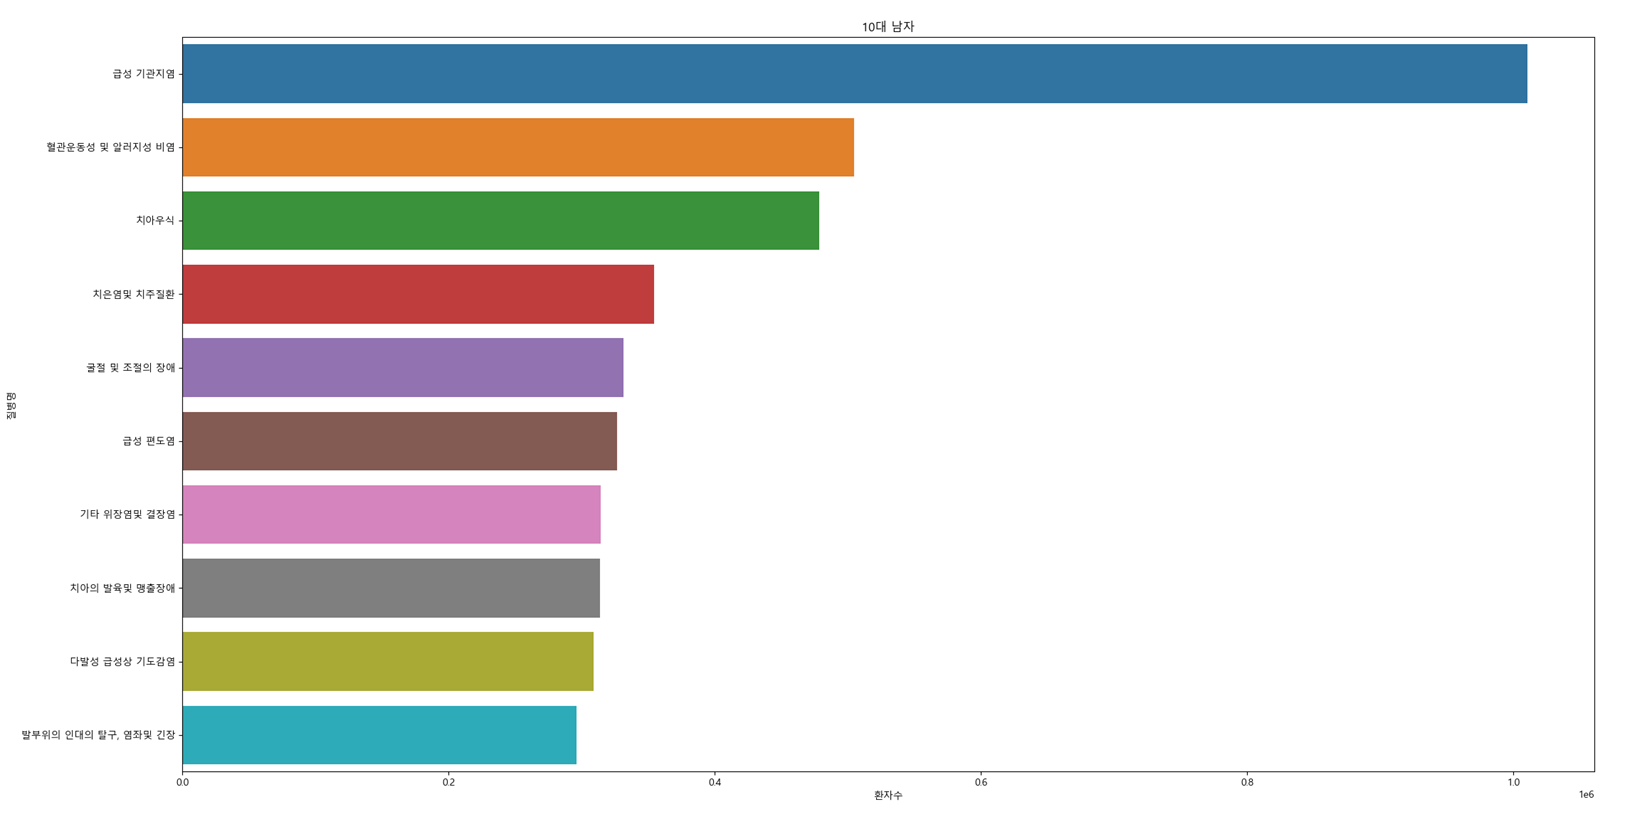 10대 남자
급성 기관지염
혈관운동성 및 알러지성 비염
치아우식
치은염및 치주질환
굴절 및 조절의 장애
급성 편도염
기타 위장염및 결장염
치아의 발육및 맹출장애
다발성 급성상 기도감염
발부위의 인대의 탈구, 염좌및 긴장
질병명
0.0 0.2 0.4 0.6 0.8 1.0
환자수
1e6